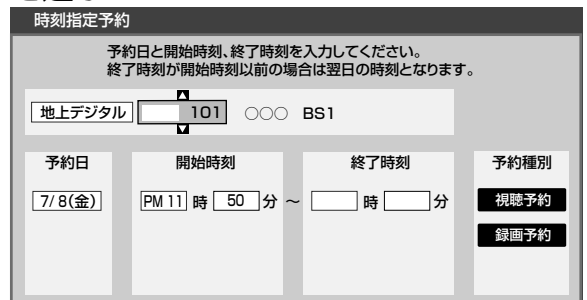 時刻指定予約
予約日と開始時刻、終了時刻を入力してください。
終了時刻が開始時刻以前の場合は翌日の時刻となります。
地上デジタル 101 ○○○ BS1
予約日 開始時刻 終了時刻 予約種別
7/ 8(金) PM 11 時 50 分 ～ 時 分 視聴予約
録画予約